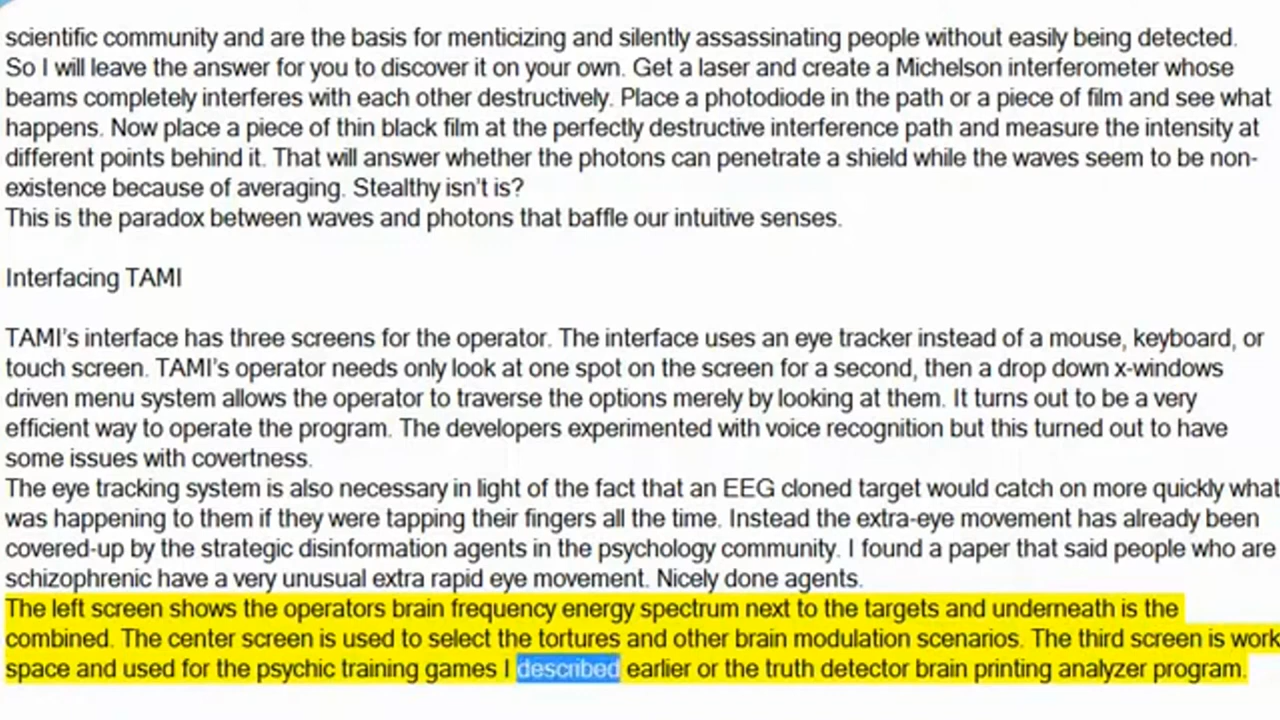 scientific community and are the basis for menticizing and silently assassinating people without easily being detected.
So I will leave the answer for you to discover it on your own. Get a laser and create a Michelson interferometer whose
beams completely interferes with each other destructively. Place a photodiode in the path or a piece of film and see what
happens. Now place a piece of thin black film at the perfectly destructive interference path and measure the intensity at
different points behind it. That will answer whether the photons can penetrate a shield while the waves seem to be non-
existence because of averaging. Stealthy isn't is?
This is the paradox between waves and photons that baffle our intuitive senses.
Interfacing TAMI
TAMI's interface has three screens for the operator. The interface uses an eye tracker instead of a mouse, keyboard, or
touch screen. TAMI's operator needs only look at one spot on the screen for a second, then a drop down x-windows
driven menu system allows the operator to traverse the options merely by looking at them. It turns out to be a very
efficient way to operate the program. The developers experimented with voice recognition but this turned out to have
some issues with covertness.
The eye tracking system is also necessary in light of the fact that an EEG cloned target would catch on more quickly what
was happening to them if they were tapping their fingers all the time. Instead the extra-eye movement has already been
covered-up by the strategic disinformation agents in the psychology community. I found a paper that said people who are
schizophrenic have a very unusual extra rapid eye movement. Nicely done agents.
The left screen shows the operators brain frequency energy spectrum next to the targets and underneath is the
combined. The center screen is used to select the tortures and other brain modulation scenarios. The third screen is work
space and used for the psychic training games I described earlier or the truth detector brain printing analyzer program.